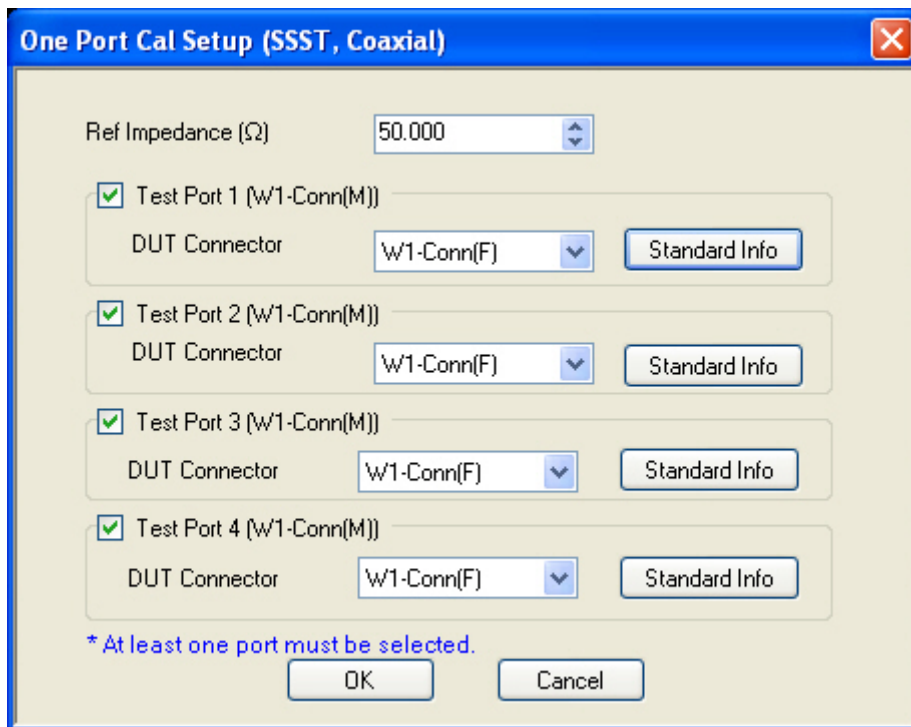 One Port Cal Setup (SSST, Coaxial)
Ref Impedance (Ω) 50.000
Test Port 1 (W1-Conn(M))
DUT Connector W1-Conn(F) Standard Info
Test Port 2 (W1-Conn(M))
DUT Connector W1-Conn(F) Standard Info
Test Port 3 (W1-Conn(M))
DUT Connector W1-Conn(F) Standard Info
Test Port 4 (W1-Conn(M))
DUT Connector W1-Conn(F) Standard Info
* At least one port must be selected.
OK Cancel